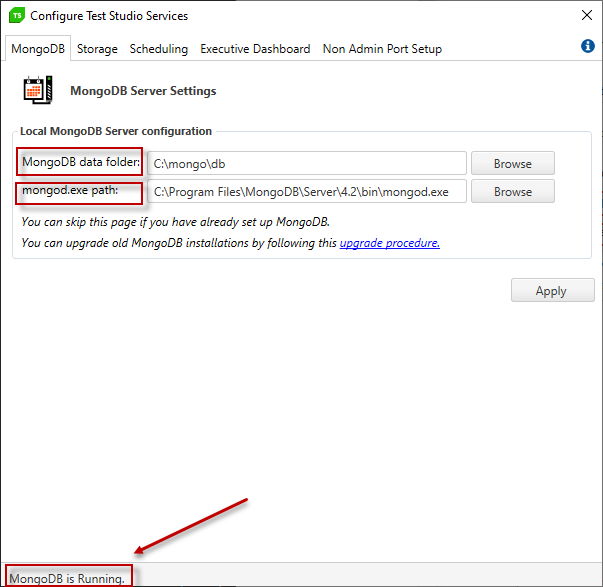 TS Configure Test Studio Services
MongoDB Storage Scheduling Executive Dashboard Non Admin Port Setup i
MongoDB Server Settings
Local MongoDB Server configuration
MongoDB data folder: C:\mongo\db Browse
mongod.exe path: C:\Program Files\MongoDB\Server\4.2\bin\mongod.exe Browse
You can skip this page if you have already set up MongoDB.
You can upgrade old MongoDB installations by following this upgrade procedure.
Apply
MongoDB is Running.